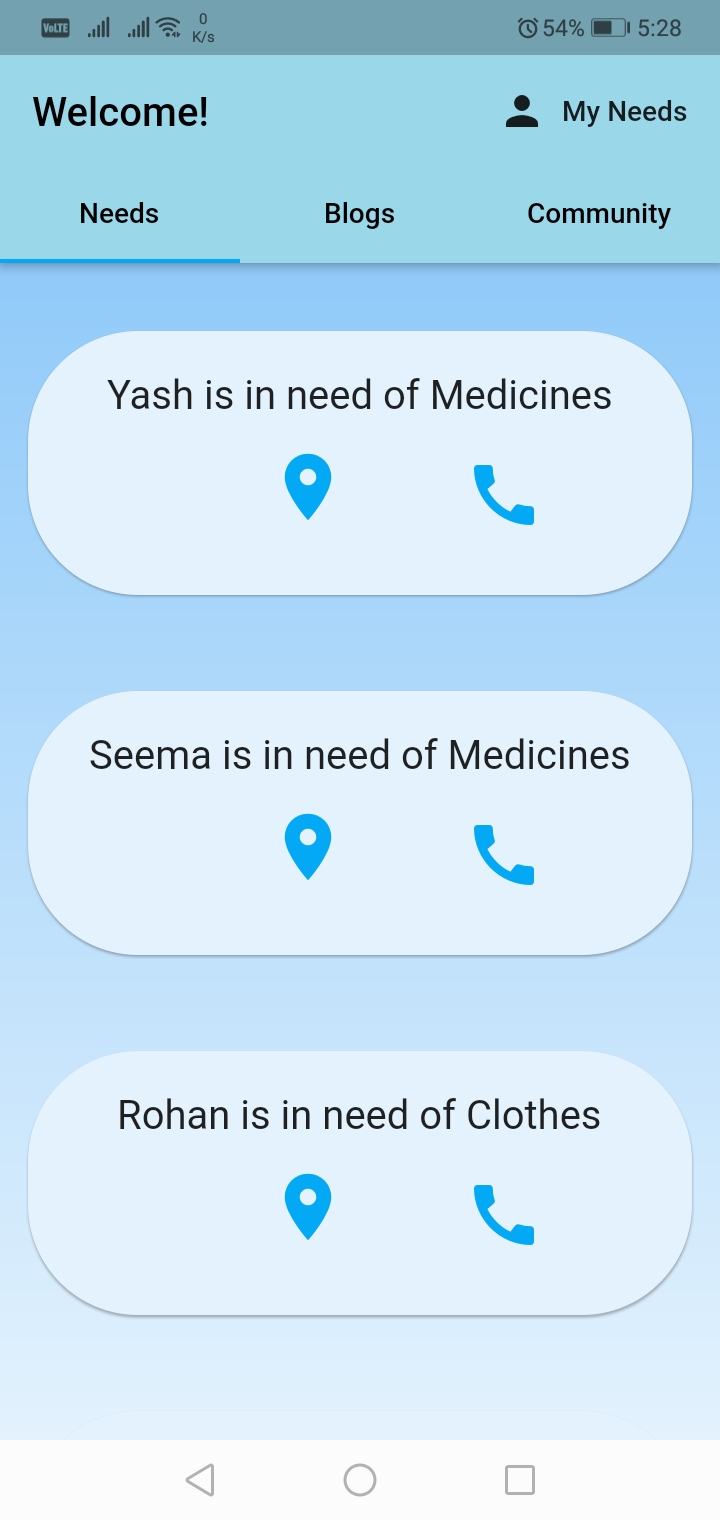 VoLTE 0 K/s 54% 5:28
Welcome! My Needs
Needs Blogs Community
Yash is in need of Medicines
Seema is in need of Medicines
Rohan is in need of Clothes